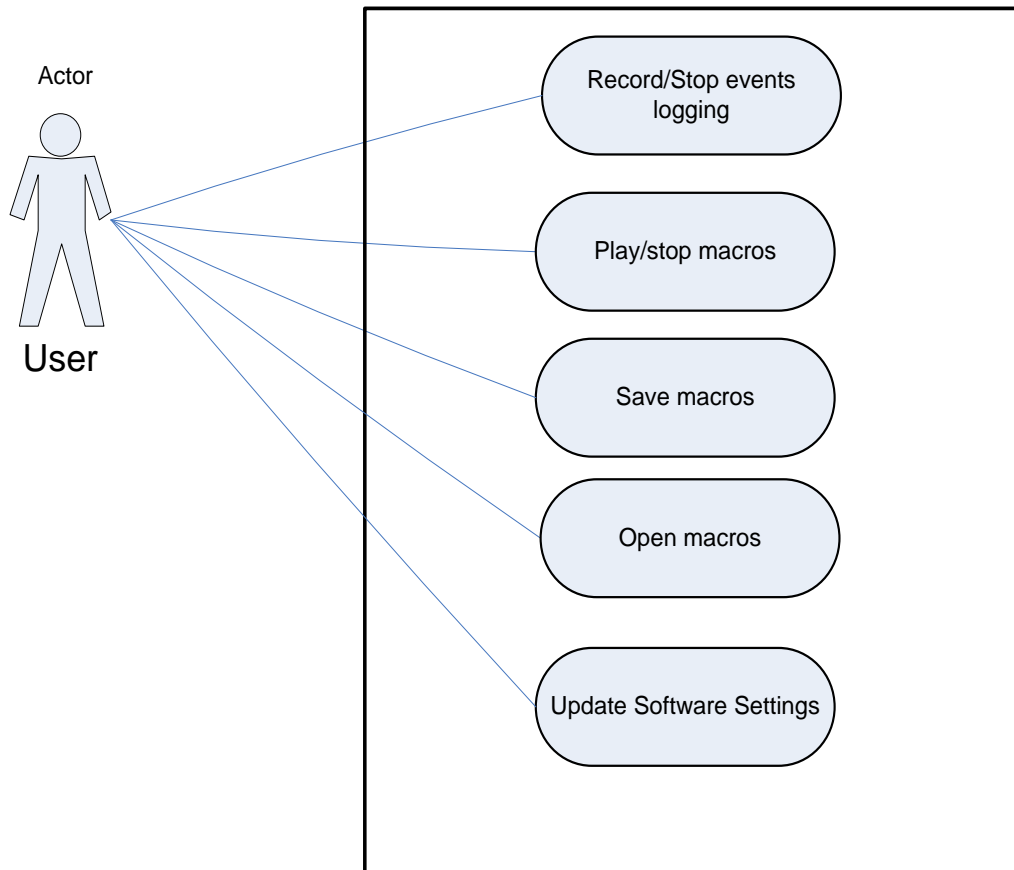 Actor
User
Record/Stop events
logging
Play/stop macros
Save macros
Open macros
Update Software Settings